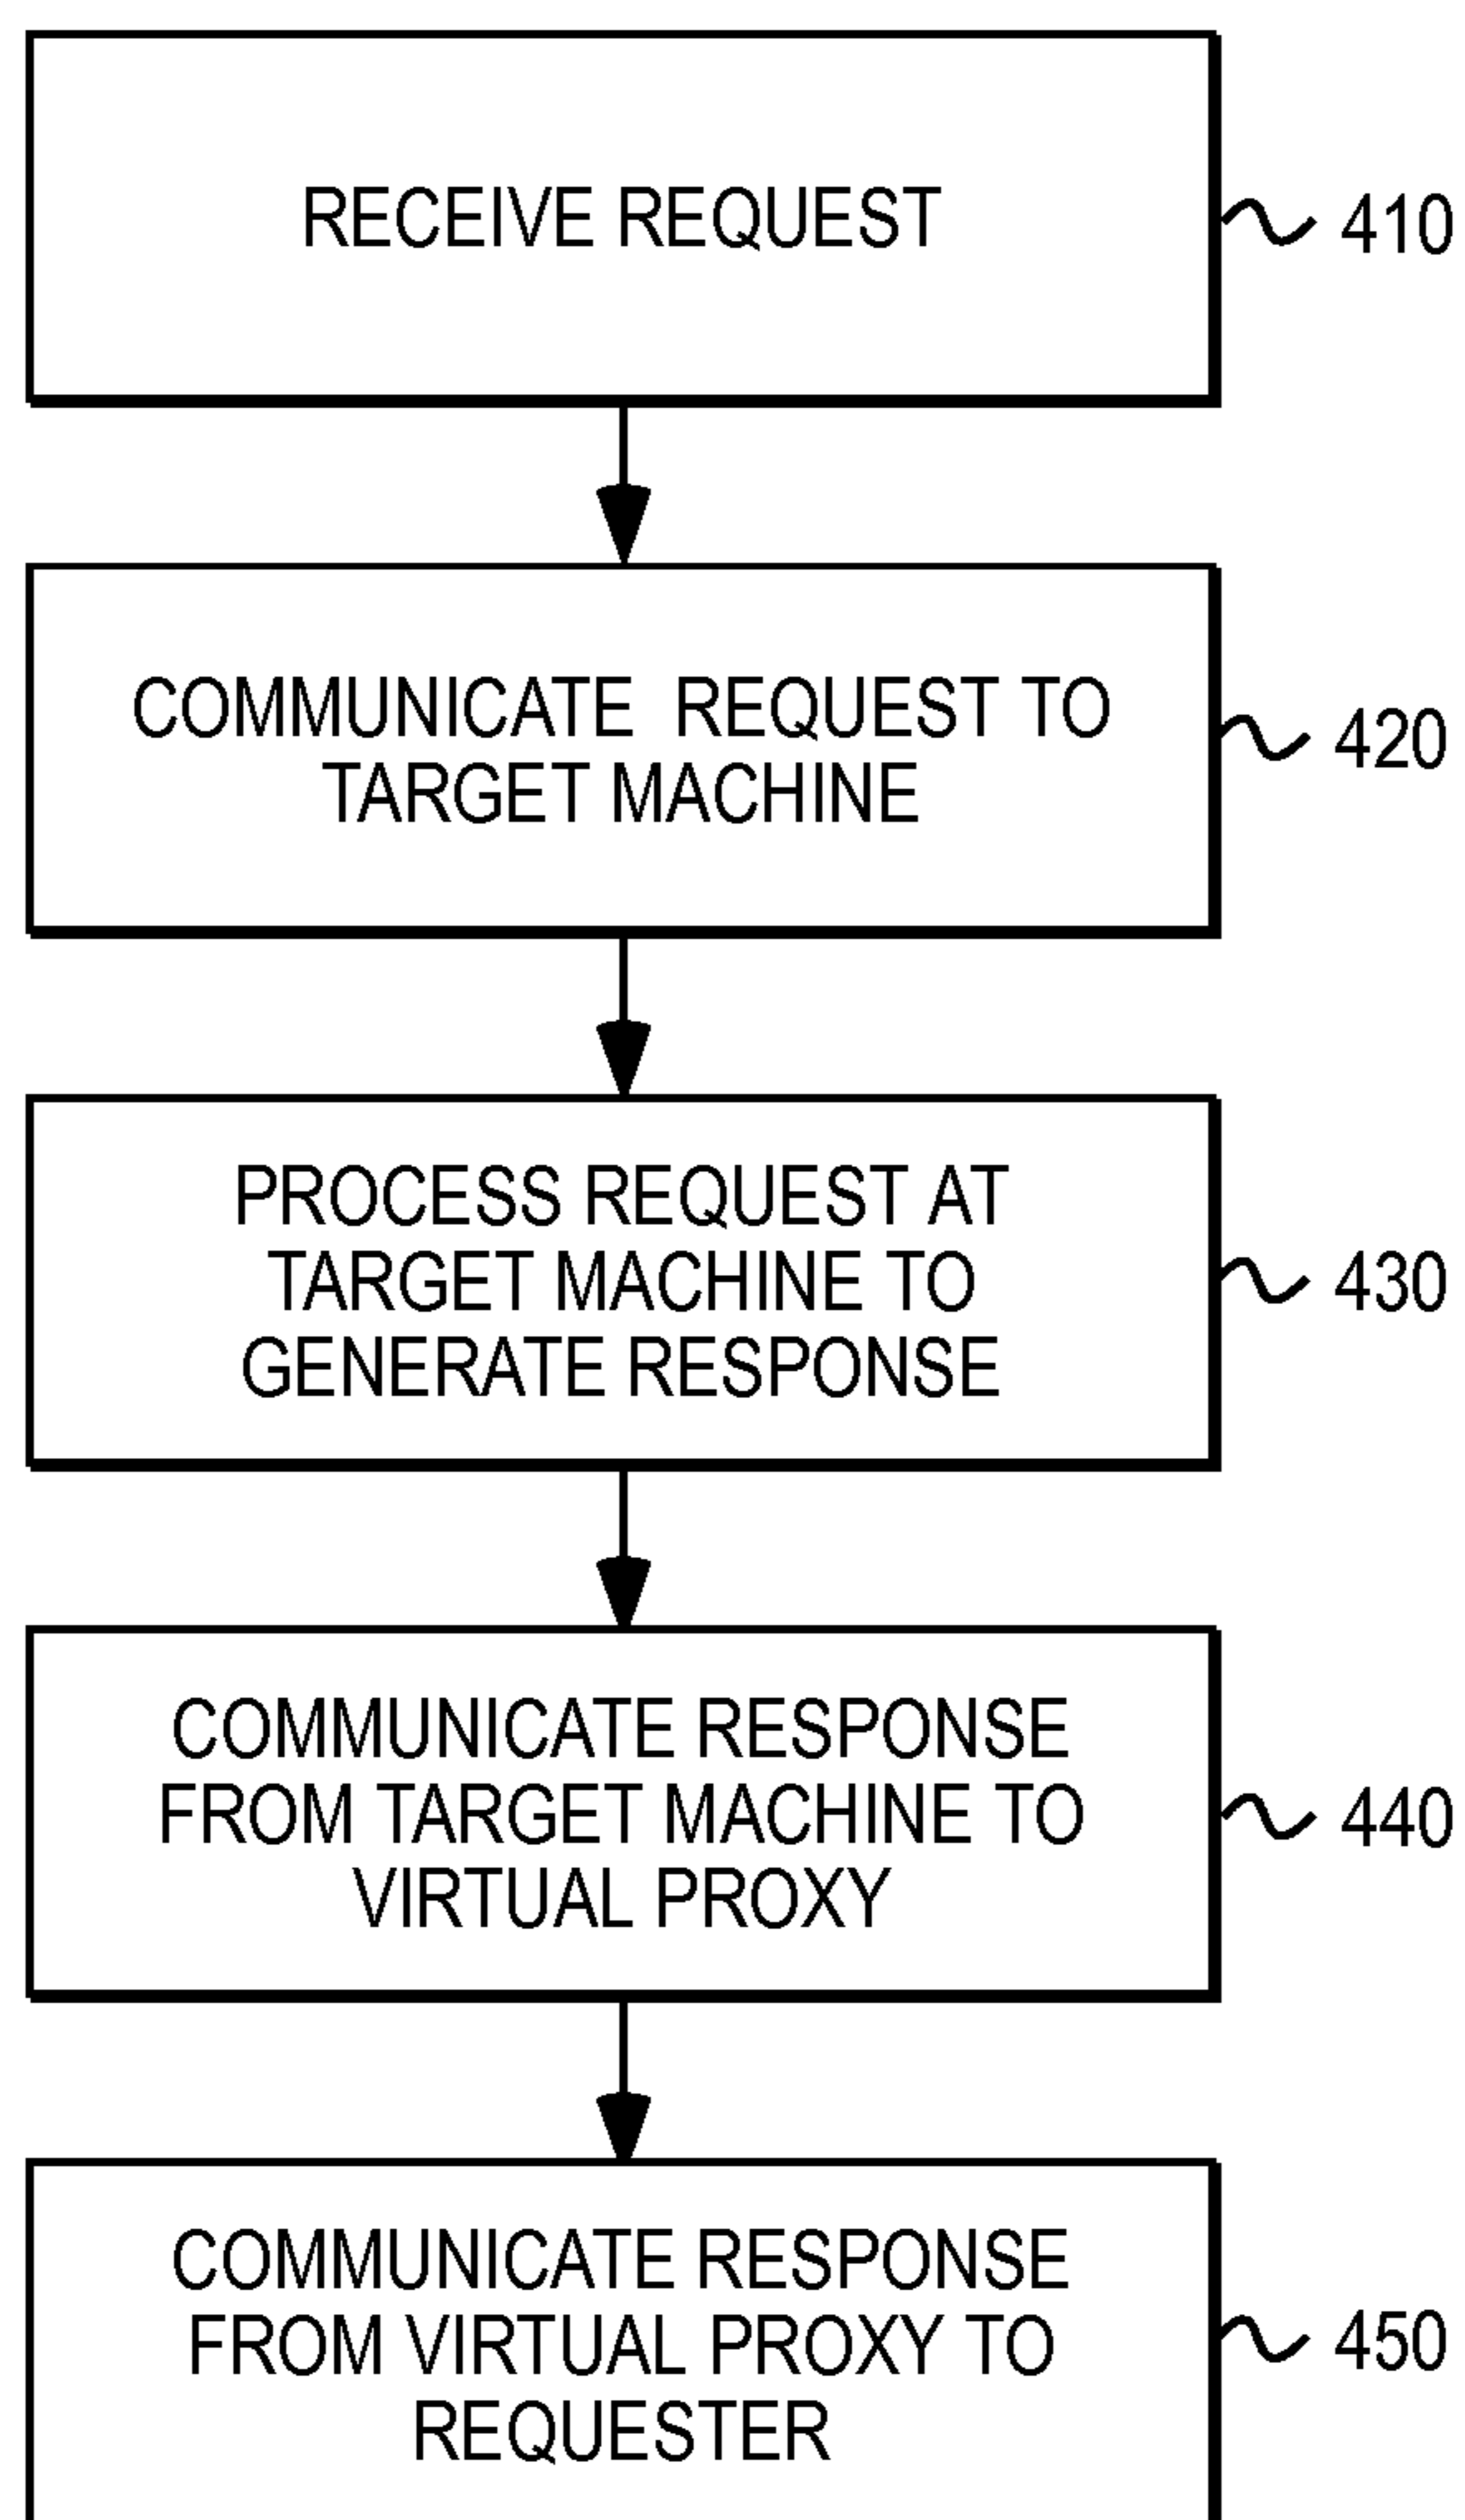 RECEIVE REQUEST
410
COMMUNICATE REQUEST TO
TARGET MACHINE
420
PROCESS REQUEST AT
TARGET MACHINE TO
GENERATE RESPONSE
430
COMMUNICATE RESPONSE
FROM TARGET MACHINE TO
VIRTUAL PROXY
440
COMMUNICATE RESPONSE
FROM VIRTUAL PROXY TO
REQUESTER
450